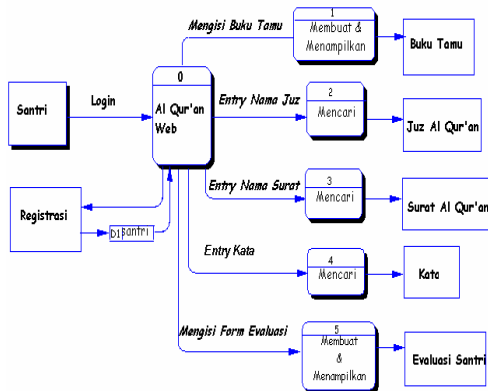 Mengisi Buku Tamu
1
Membuat &
Menampilkan
Buku Tamu
0
Al Qur'an
Web
Santri
Login
Entry Nama Juz
2
Mencari
Juz Al Qur'an
Entry Nama Surat
3
Mencari
Surat Al Qur'an
Registrasi
D1 Santri
Entry Kata
4
Mencari
Kata
Mengisi Form Evaluasi
5
Membuat
&
Menampilkan
Evaluasi Santri